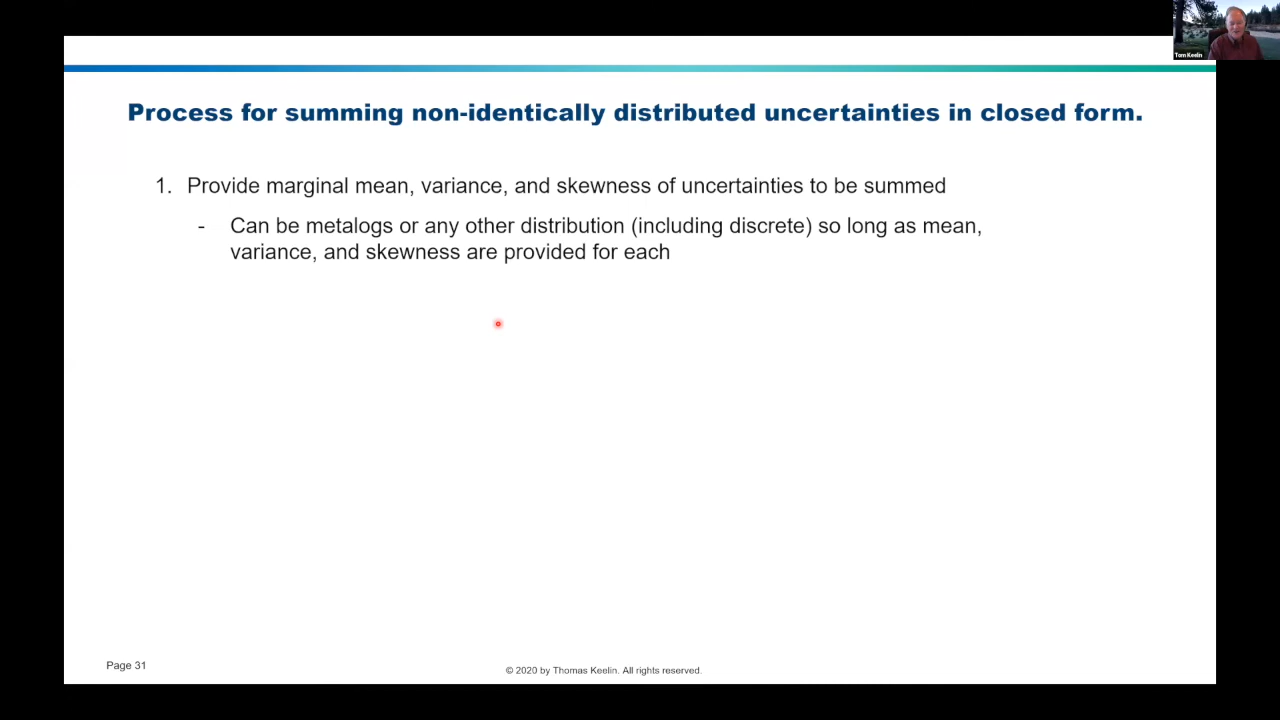 Tom Keelin
Process for summing non-identically distributed uncertainties in closed form.
1. Provide marginal mean, variance, and skewness of uncertainties to be summed
- Can be metalogs or any other distribution (including discrete) so long as mean,
variance, and skewness are provided for each
Page 31
© 2020 by Thomas Keelin. All rights reserved.